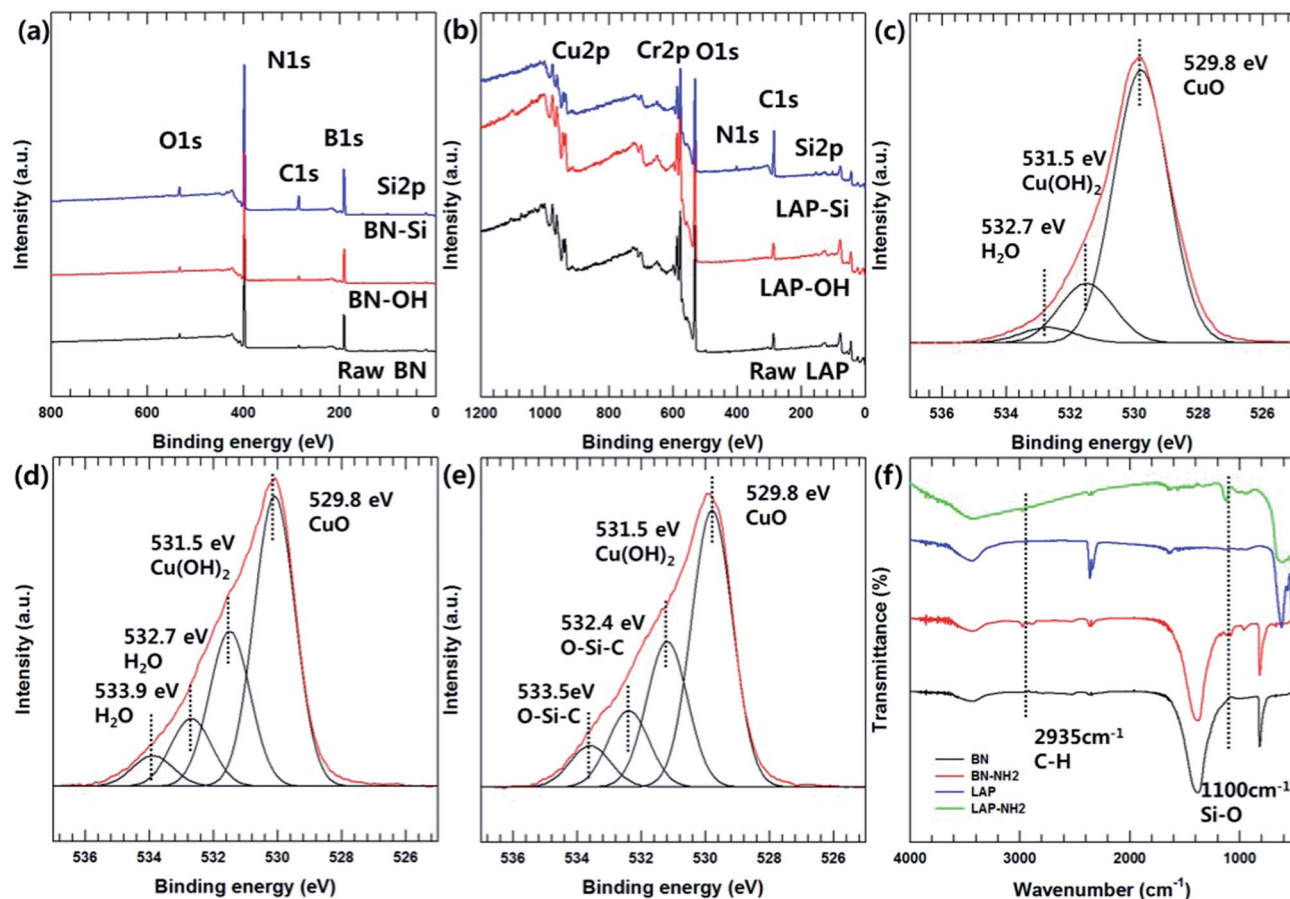 (a)
N1s
O1s
B1s
C1s
Si2p
BN-Si
BN-OH
Raw BN
Intensity (a.u.)
800 600 400 200 0
Binding energy (eV)
(b)
Cu2p
Cr2p
O1s
C1s
N1s
Si2p
LAP-Si
LAP-OH
Raw LAP
Intensity (a.u.)
1200 1000 800 600 400 200 0
Binding energy (eV)
(c)
529.8 eV
CuO
531.5 eV
Cu(OH)₂
532.7 eV
H₂O
Intensity (a.u.)
536 534 532 530 528 526
Binding energy (eV)
(d)
529.8 eV
CuO
531.5 eV
Cu(OH)₂
532.7 eV
H₂O
533.9 eV
H₂O
Intensity (a.u.)
536 534 532 530 528 526
Binding energy (eV)
(e)
529.8 eV
CuO
531.5 eV
Cu(OH)₂
532.4 eV
O-Si-C
533.5eV
O-Si-C
Intensity (a.u.)
536 534 532 530 528 526
Binding energy (eV)
(f)
Transmittance (%)
2935cm⁻¹
C-H
1100cm⁻¹
Si-O
BN
BN-NH2
LAP
LAP-NH2
4000 3000 2000 1000
Wavenumber (cm⁻¹)